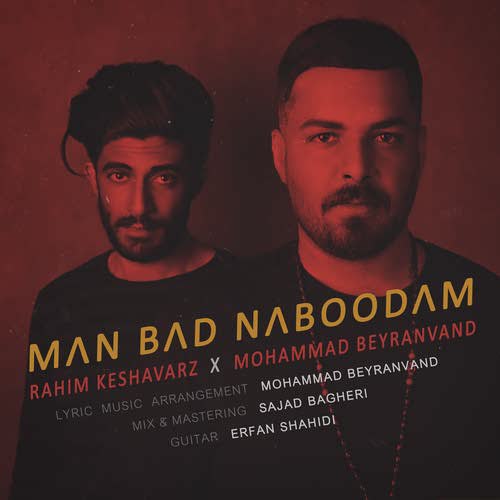 MAN BAD NABOODAM
RAHIM KESHAVARZ X MOHAMMAD BEYRANVAND
LYRIC MUSIC ARRANGEMENT MOHAMMAD BEYRANVAND
MIX & MASTERING SAJAD BAGHERI
GUITAR ERFAN SHAHIDI